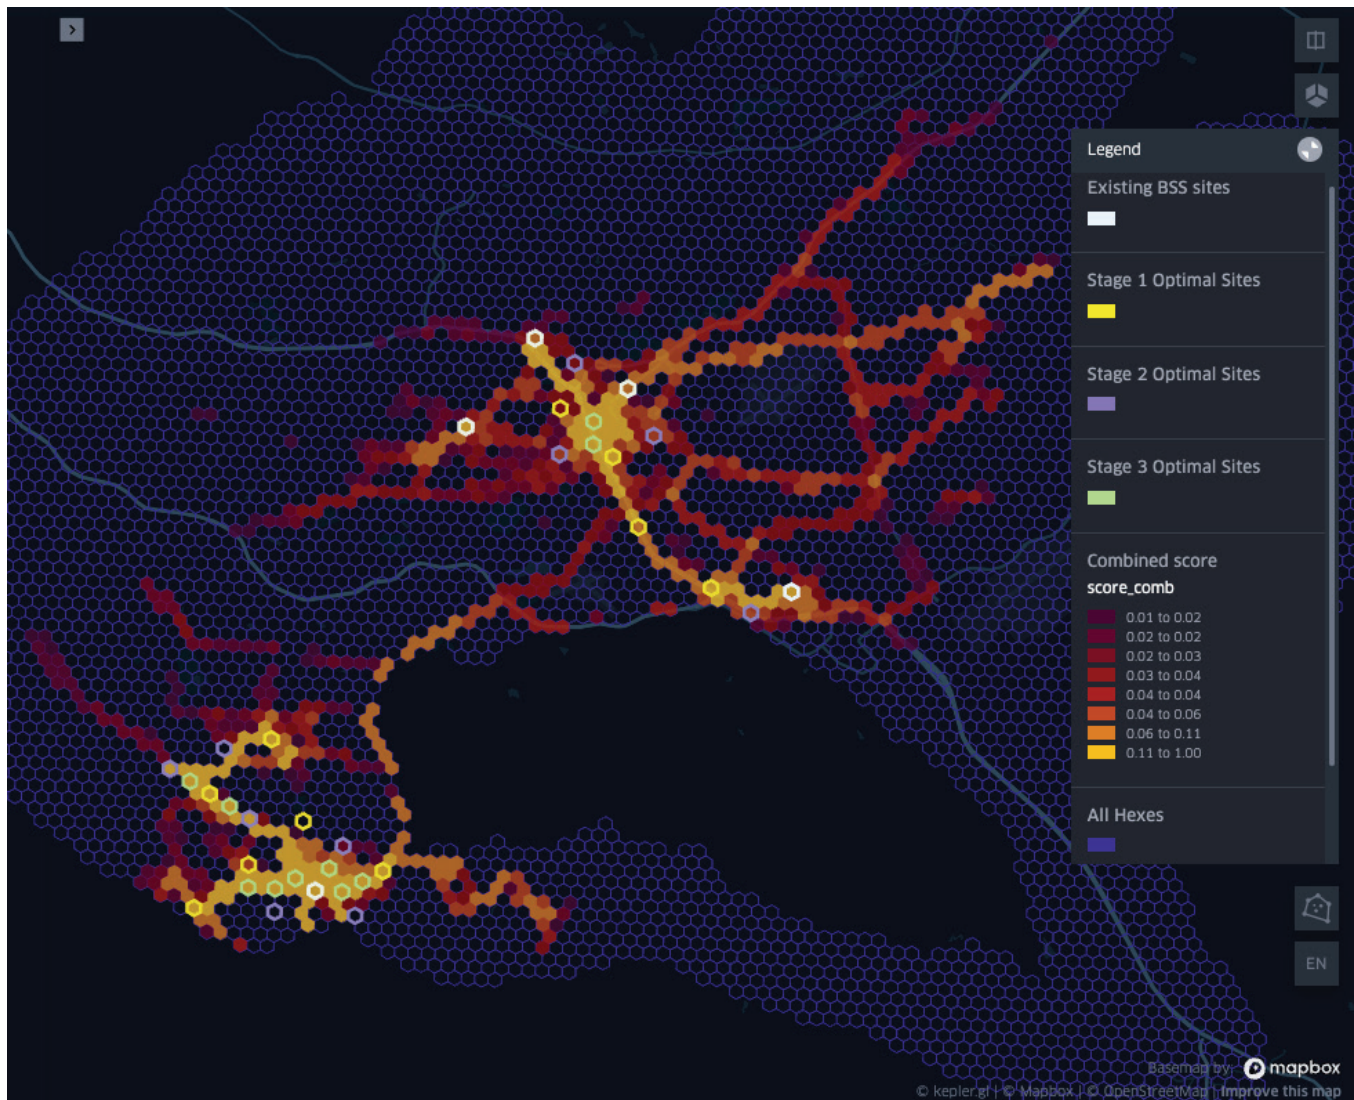 Legend
Existing BSS sites
Stage 1 Optimal Sites
Stage 2 Optimal Sites
Stage 3 Optimal Sites
Combined score
score_comb
0.01 to 0.02
0.02 to 0.02
0.02 to 0.03
0.03 to 0.04
0.04 to 0.04
0.04 to 0.06
0.06 to 0.11
0.11 to 1.00
All Hexes
EN
Basemap by mapbox
© kepler.gl | © Mapbox | © OpenStreetMap | Improve this map